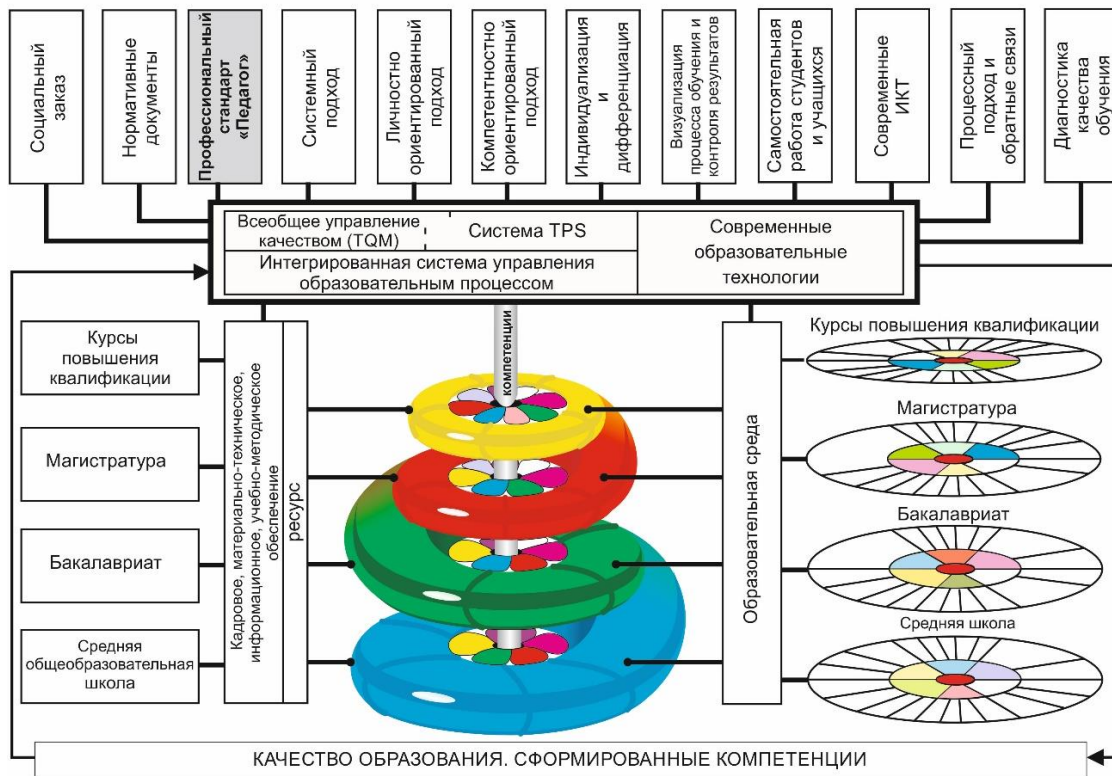 Социальный
заказ
Нормативные
документы
Профессиональный
стандарт
«Педагог»
Системный
подход
Личностно
ориентированный
подход
Компетентностно
ориентированный
подход
Индивидуализация
и
дифференциация
Визуализация
процесса обучения и
контроля результатов
Самостоятельная
работа студентов
и учащихся
Современные
ИКТ
Процессный
подход и
обратные связи
Диагностика
качества
обучения
Всеобщее управление
качеством (TQM)
Система TPS
Интегрированная система управления
образовательным процессом
Современные
образовательные
технологии
Курсы
повышения
квалификации
Магистратура
Бакалавриат
Средняя
общеобразовательная
школа
Кадровое, материально-техническое,
информационное, учебно-методическое
обеспечение
ресурс
компетенции
Образовательная среда
Курсы повышения квалификации
Магистратура
Бакалавриат
Средняя школа
КАЧЕСТВО ОБРАЗОВАНИЯ. СФОРМИРОВАННЫЕ КОМПЕТЕНЦИИ